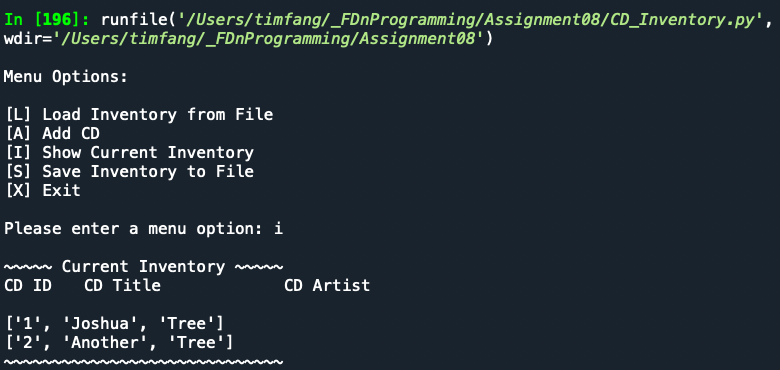 In [196]: runfile('/Users/timfang/_FDnProgramming/Assignment08/CD_Inventory.py',
wdir='/Users/timfang/_FDnProgramming/Assignment08')
Menu Options:
[L] Load Inventory from File
[A] Add CD
[I] Show Current Inventory
[S] Save Inventory to File
[X] Exit
Please enter a menu option: i
~~~~~ Current Inventory ~~~~~
CD ID   CD Title             CD Artist
['1', 'Joshua', 'Tree']
['2', 'Another', 'Tree']
~~~~~~~~~~~~~~~~~~~~~~~~~~~~~